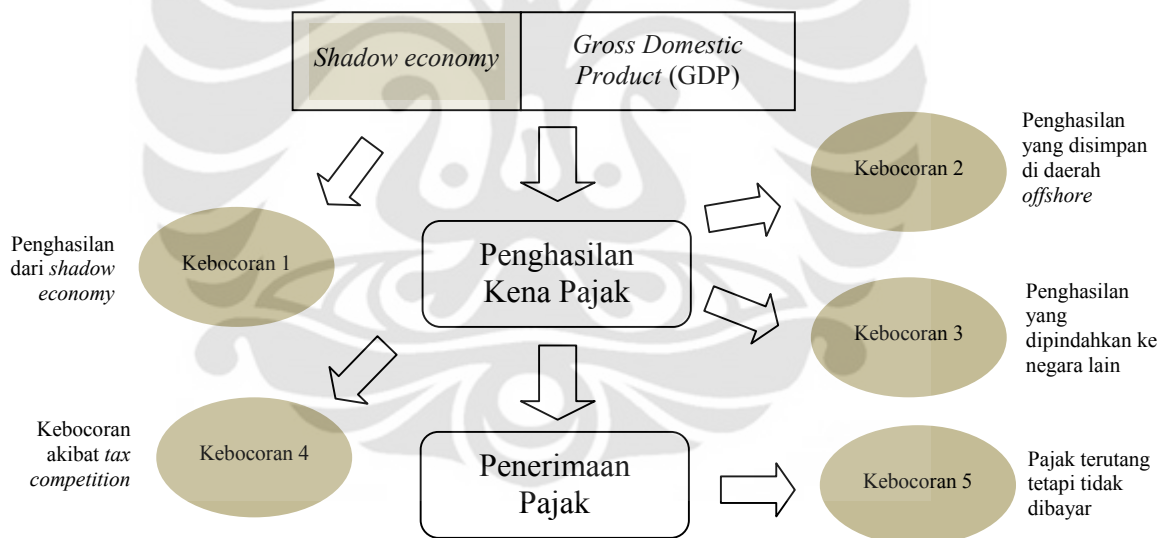 Shadow economy
Gross Domestic
Product (GDP)
Kebocoran 2
Penghasilan
yang disimpan
di daerah
offshore
Penghasilan
dari shadow
economy
Kebocoran 1
Penghasilan
Kena Pajak
Kebocoran 3
Penghasilan
yang
dipindahkan ke
negara lain
Kebocoran
akibat tax
competition
Kebocoran 4
Penerimaan
Pajak
Kebocoran 5
Pajak terutang
tetapi tidak
dibayar